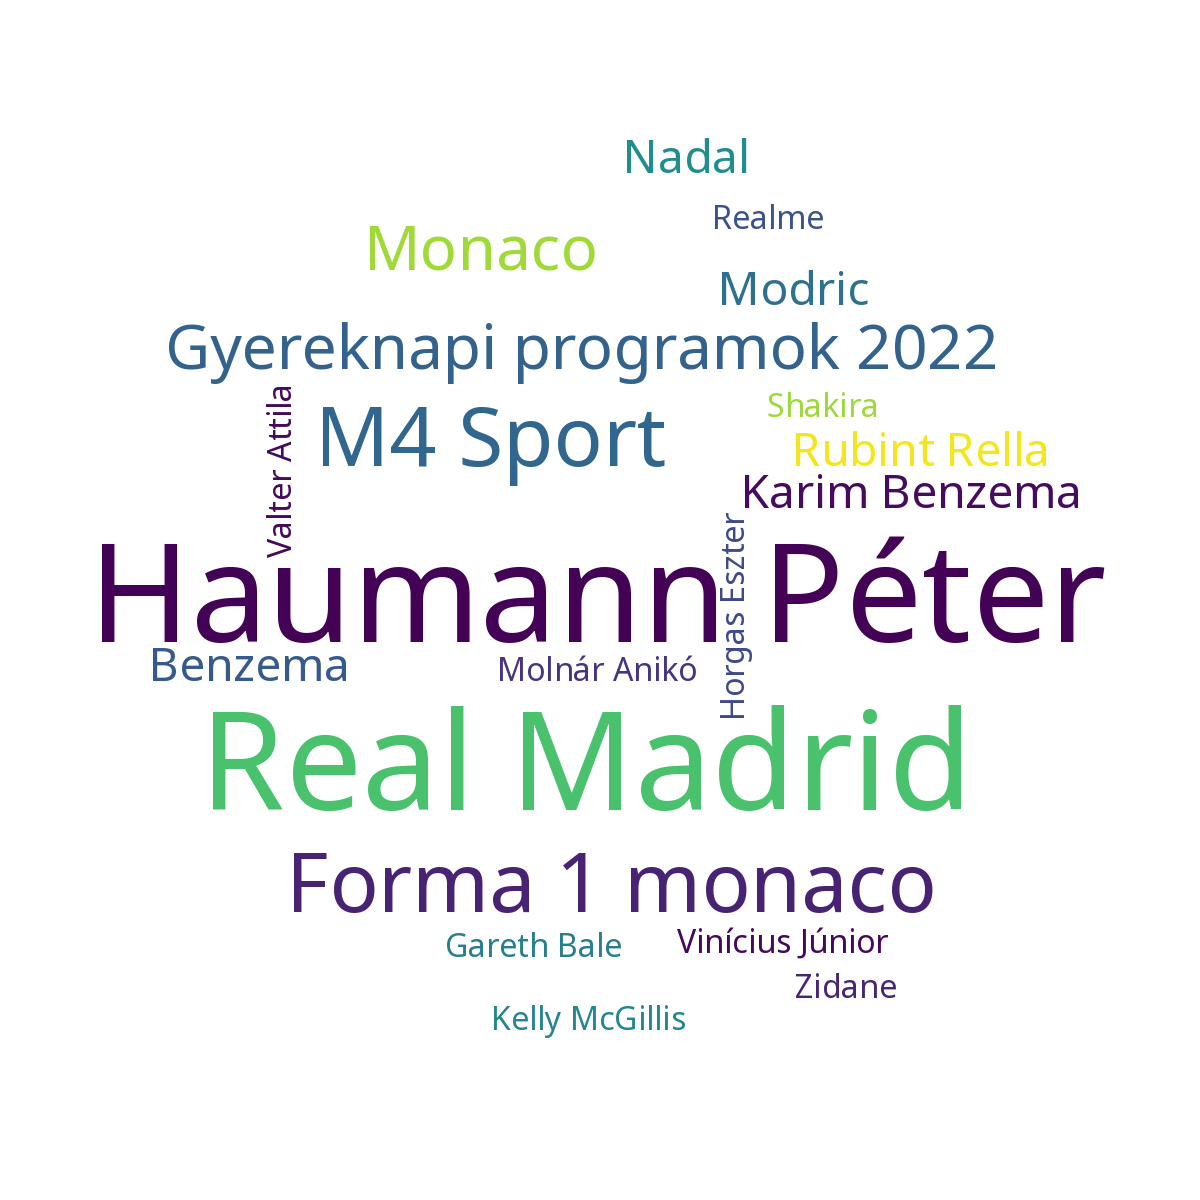 Nadal
Realme
Monaco
Modric
Gyereknapi programok 2022
Valter Attila
M4 Sport
Shakira
Rubint Rella
Karim Benzema
Haumann Péter
Horgas Eszter
Benzema
Molnár Anikó
Real Madrid
Forma 1 monaco
Gareth Bale
Vinícius Júnior
Zidane
Kelly McGillis